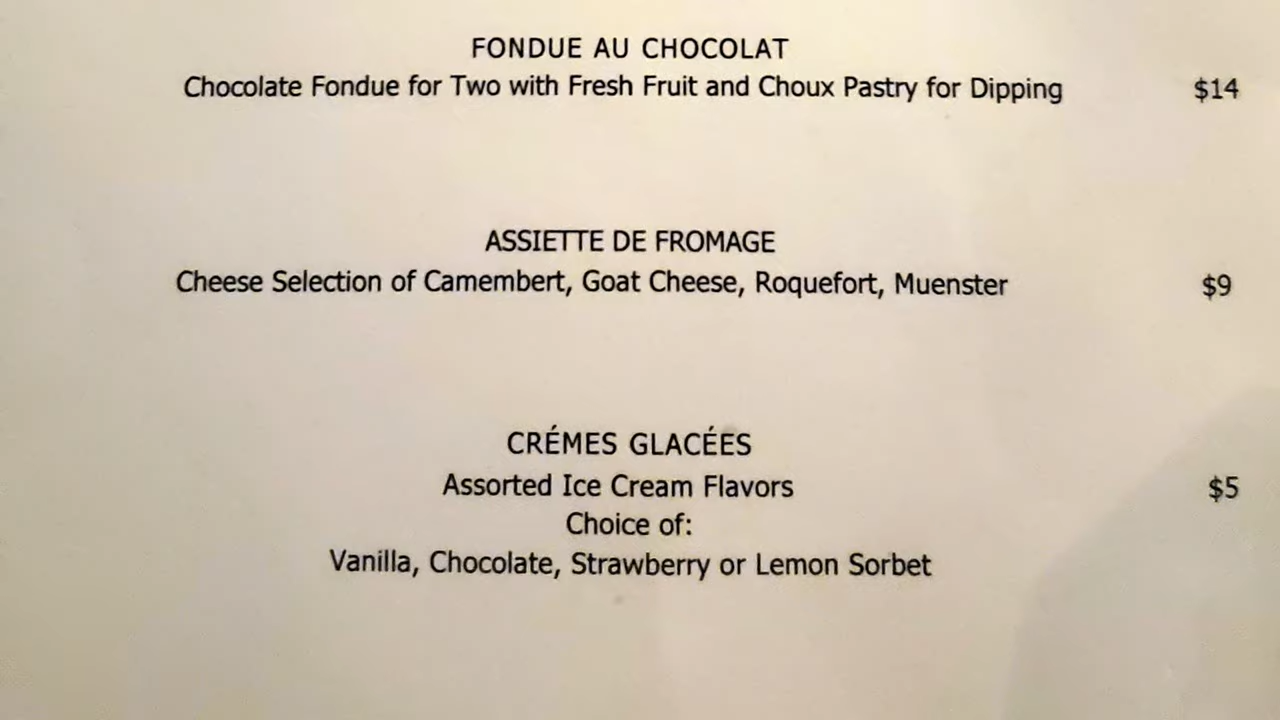 FONDUE AU CHOCOLAT
Chocolate Fondue for Two with Fresh Fruit and Choux Pastry for Dipping $14
ASSIETTE DE FROMAGE
Cheese Selection of Camembert, Goat Cheese, Roquefort, Muenster $9
CRÉMES GLACÉES
Assorted Ice Cream Flavors $5
Choice of:
Vanilla, Chocolate, Strawberry or Lemon Sorbet